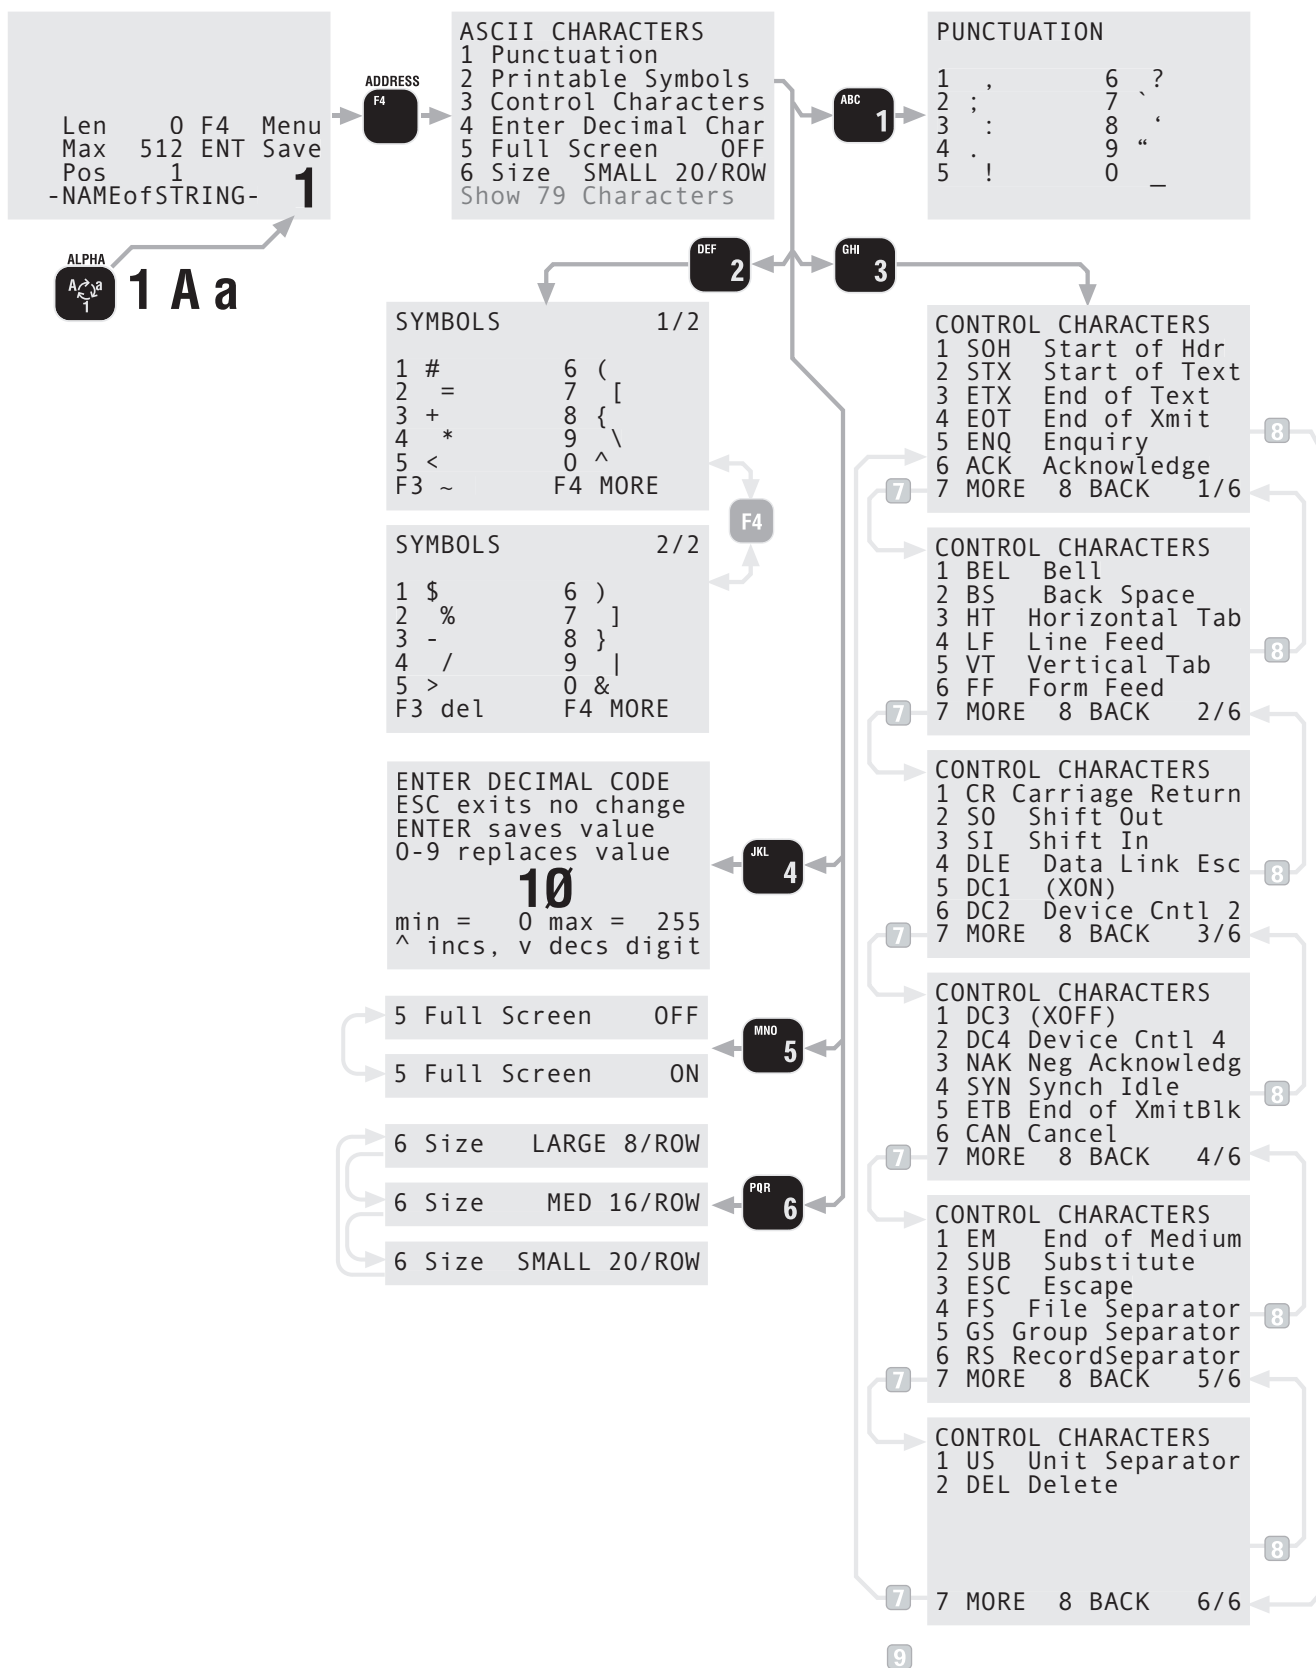 Len 0 F4 Menu
Max 512 ENT Save
Pos 1
-NAMEofSTRING- 1
ALPHA
A a 1
1 A a
ADDRESS
F4
ASCII CHARACTERS
1 Punctuation
2 Printable Symbols
3 Control Characters
4 Enter Decimal Char
5 Full Screen OFF
6 Size SMALL 20/ROW
Show 79 Characters
ABC 1
PUNCTUATION
1 , 6 ?
2 ; 7 `
3 : 8 ‘
4 . 9 “
5 ! 0 _
DEF 2
GHI 3
SYMBOLS 1/2
1 # 6 (
2 = 7 [
3 + 8 {
4 * 9 \
5 < 0 ^
F3 ~ F4 MORE
F4
SYMBOLS 2/2
1 $ 6 )
2 % 7 ]
3 - 8 }
4 / 9 |
5 > 0 &
F3 del F4 MORE
ENTER DECIMAL CODE
ESC exits no change
ENTER saves value
0-9 replaces value
10
min = 0 max = 255
^ incs, v decs digit
JKL 4
5 Full Screen OFF
5 Full Screen ON
MNO 5
6 Size LARGE 8/ROW
6 Size MED 16/ROW
6 Size SMALL 20/ROW
PQR 6
CONTROL CHARACTERS
1 SOH Start of Hdr
2 STX Start of Text
3 ETX End of Text
4 EOT End of Xmit
5 ENQ Enquiry
6 ACK Acknowledge
7 MORE 8 BACK 1/6
7
8
CONTROL CHARACTERS
1 BEL Bell
2 BS Back Space
3 HT Horizontal Tab
4 LF Line Feed
5 VT Vertical Tab
6 FF Form Feed
7 MORE 8 BACK 2/6
7
8
CONTROL CHARACTERS
1 CR Carriage Return
2 SO Shift Out
3 SI Shift In
4 DLE Data Link Esc
5 DC1 (XON)
6 DC2 Device Cntl 2
7 MORE 8 BACK 3/6
7
8
CONTROL CHARACTERS
1 DC3 (XOFF)
2 DC4 Device Cntl 4
3 NAK Neg Acknowledg
4 SYN Synch Idle
5 ETB End of XmitBlk
6 CAN Cancel
7 MORE 8 BACK 4/6
7
8
CONTROL CHARACTERS
1 EM End of Medium
2 SUB Substitute
3 ESC Escape
4 FS File Separator
5 GS Group Separator
6 RS RecordSeparator
7 MORE 8 BACK 5/6
7
8
CONTROL CHARACTERS
1 US Unit Separator
2 DEL Delete
7 MORE 8 BACK 6/6
7
8
9